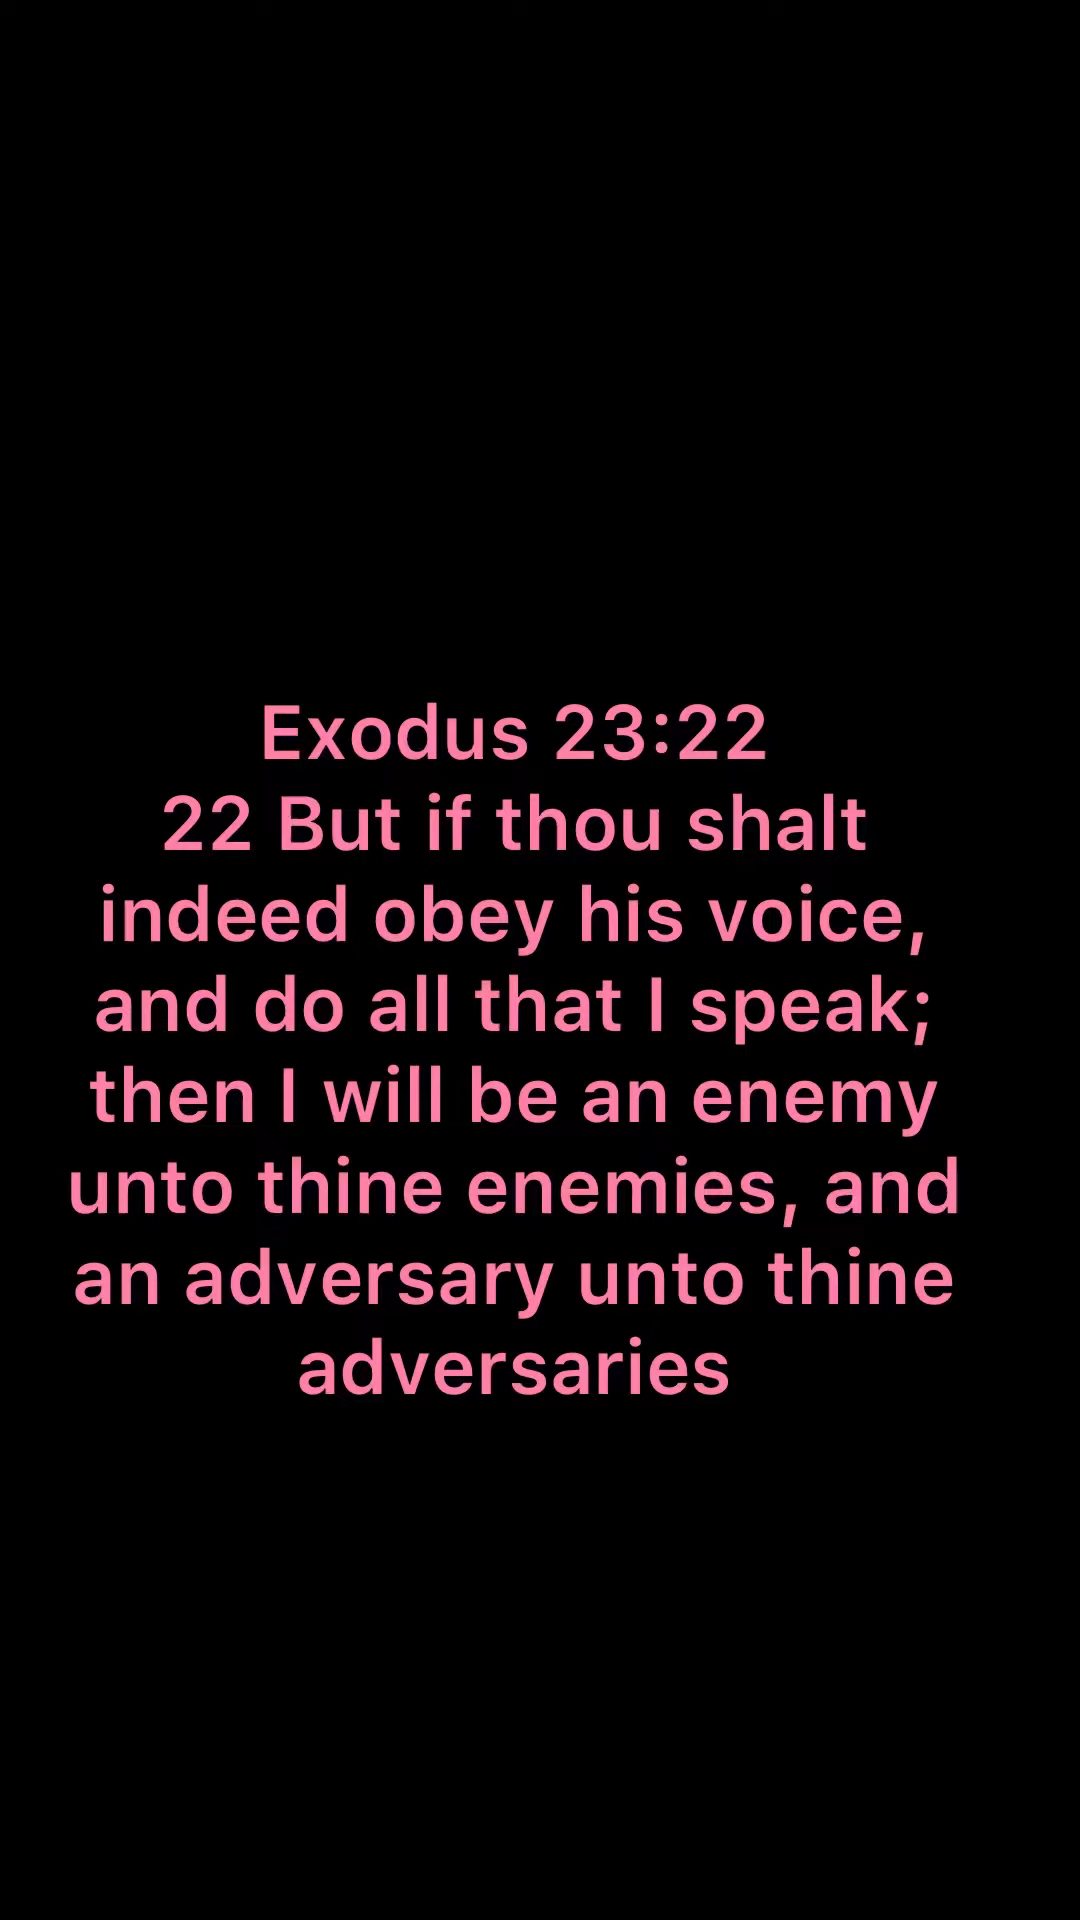 Exodus 23:22
22 But if thou shalt
indeed obey his voice,
and do all that I speak;
then I will be an enemy
unto thine enemies, and
an adversary unto thine
adversaries